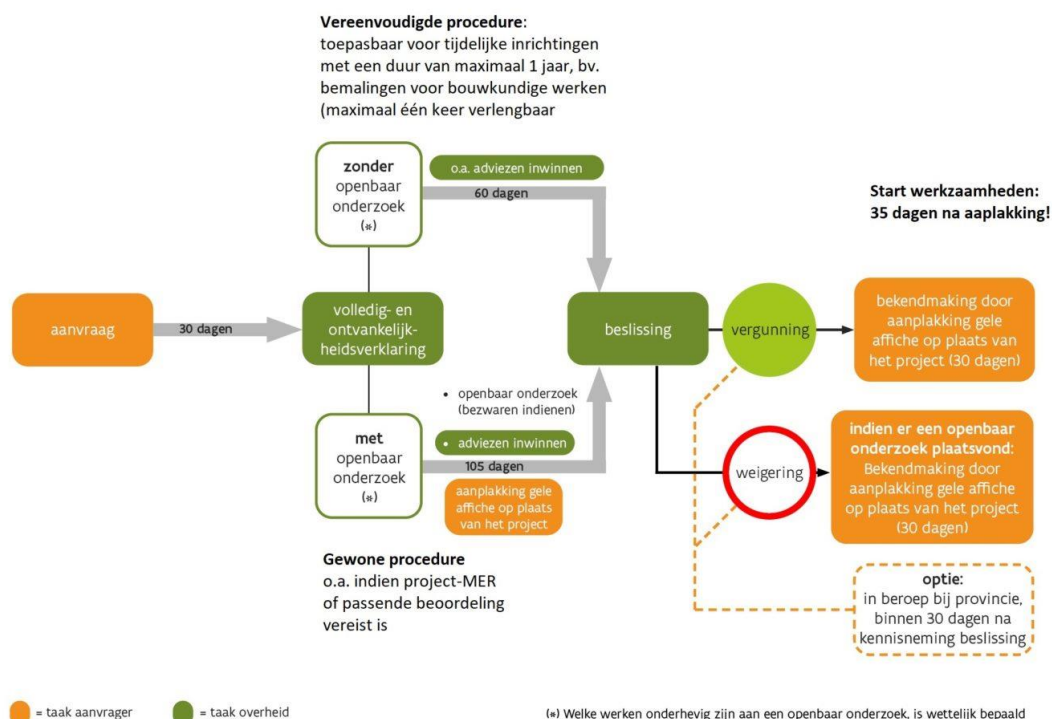 Vereenvoudigde procedure:
toepasbaar voor tijdelijke inrichtingen
met een duur van maximaal 1 jaar, bv.
bemalingen voor bouwkundige werken
(maximaal één keer verlengbaar
zonder
openbaar
onderzoek
(*)
o.a. adviezen inwinnen
60 dagen
Start werkzaamheden:
35 dagen na aaplakking!
aanvraag
30 dagen
volledig- en
ontvankelijk-
heidsverklaring
beslissing
vergunning
bekendmaking door
aanplakking gele
affiche op plaats van
het project (30 dagen)
• openbaar onderzoek
(bezwaren indienen)
• adviezen inwinnen
105 dagen
aanplakking gele
affiche op plaats
van het project
met
openbaar
onderzoek
(*)
weigering
indien er een openbaar
onderzoek plaatsvond:
Bekendmaking door
aanplakking gele affiche
op plaats van het project
(30 dagen)
Gewone procedure
o.a. indien project-MER
of passende beoordeling
vereist is
optie:
in beroep bij provincie,
binnen 30 dagen na
kennisneming beslissing
= taak aanvrager
= taak overheid
(*) Welke werken onderhevig zijn aan een openbaar onderzoek, is wettelijk bepaald